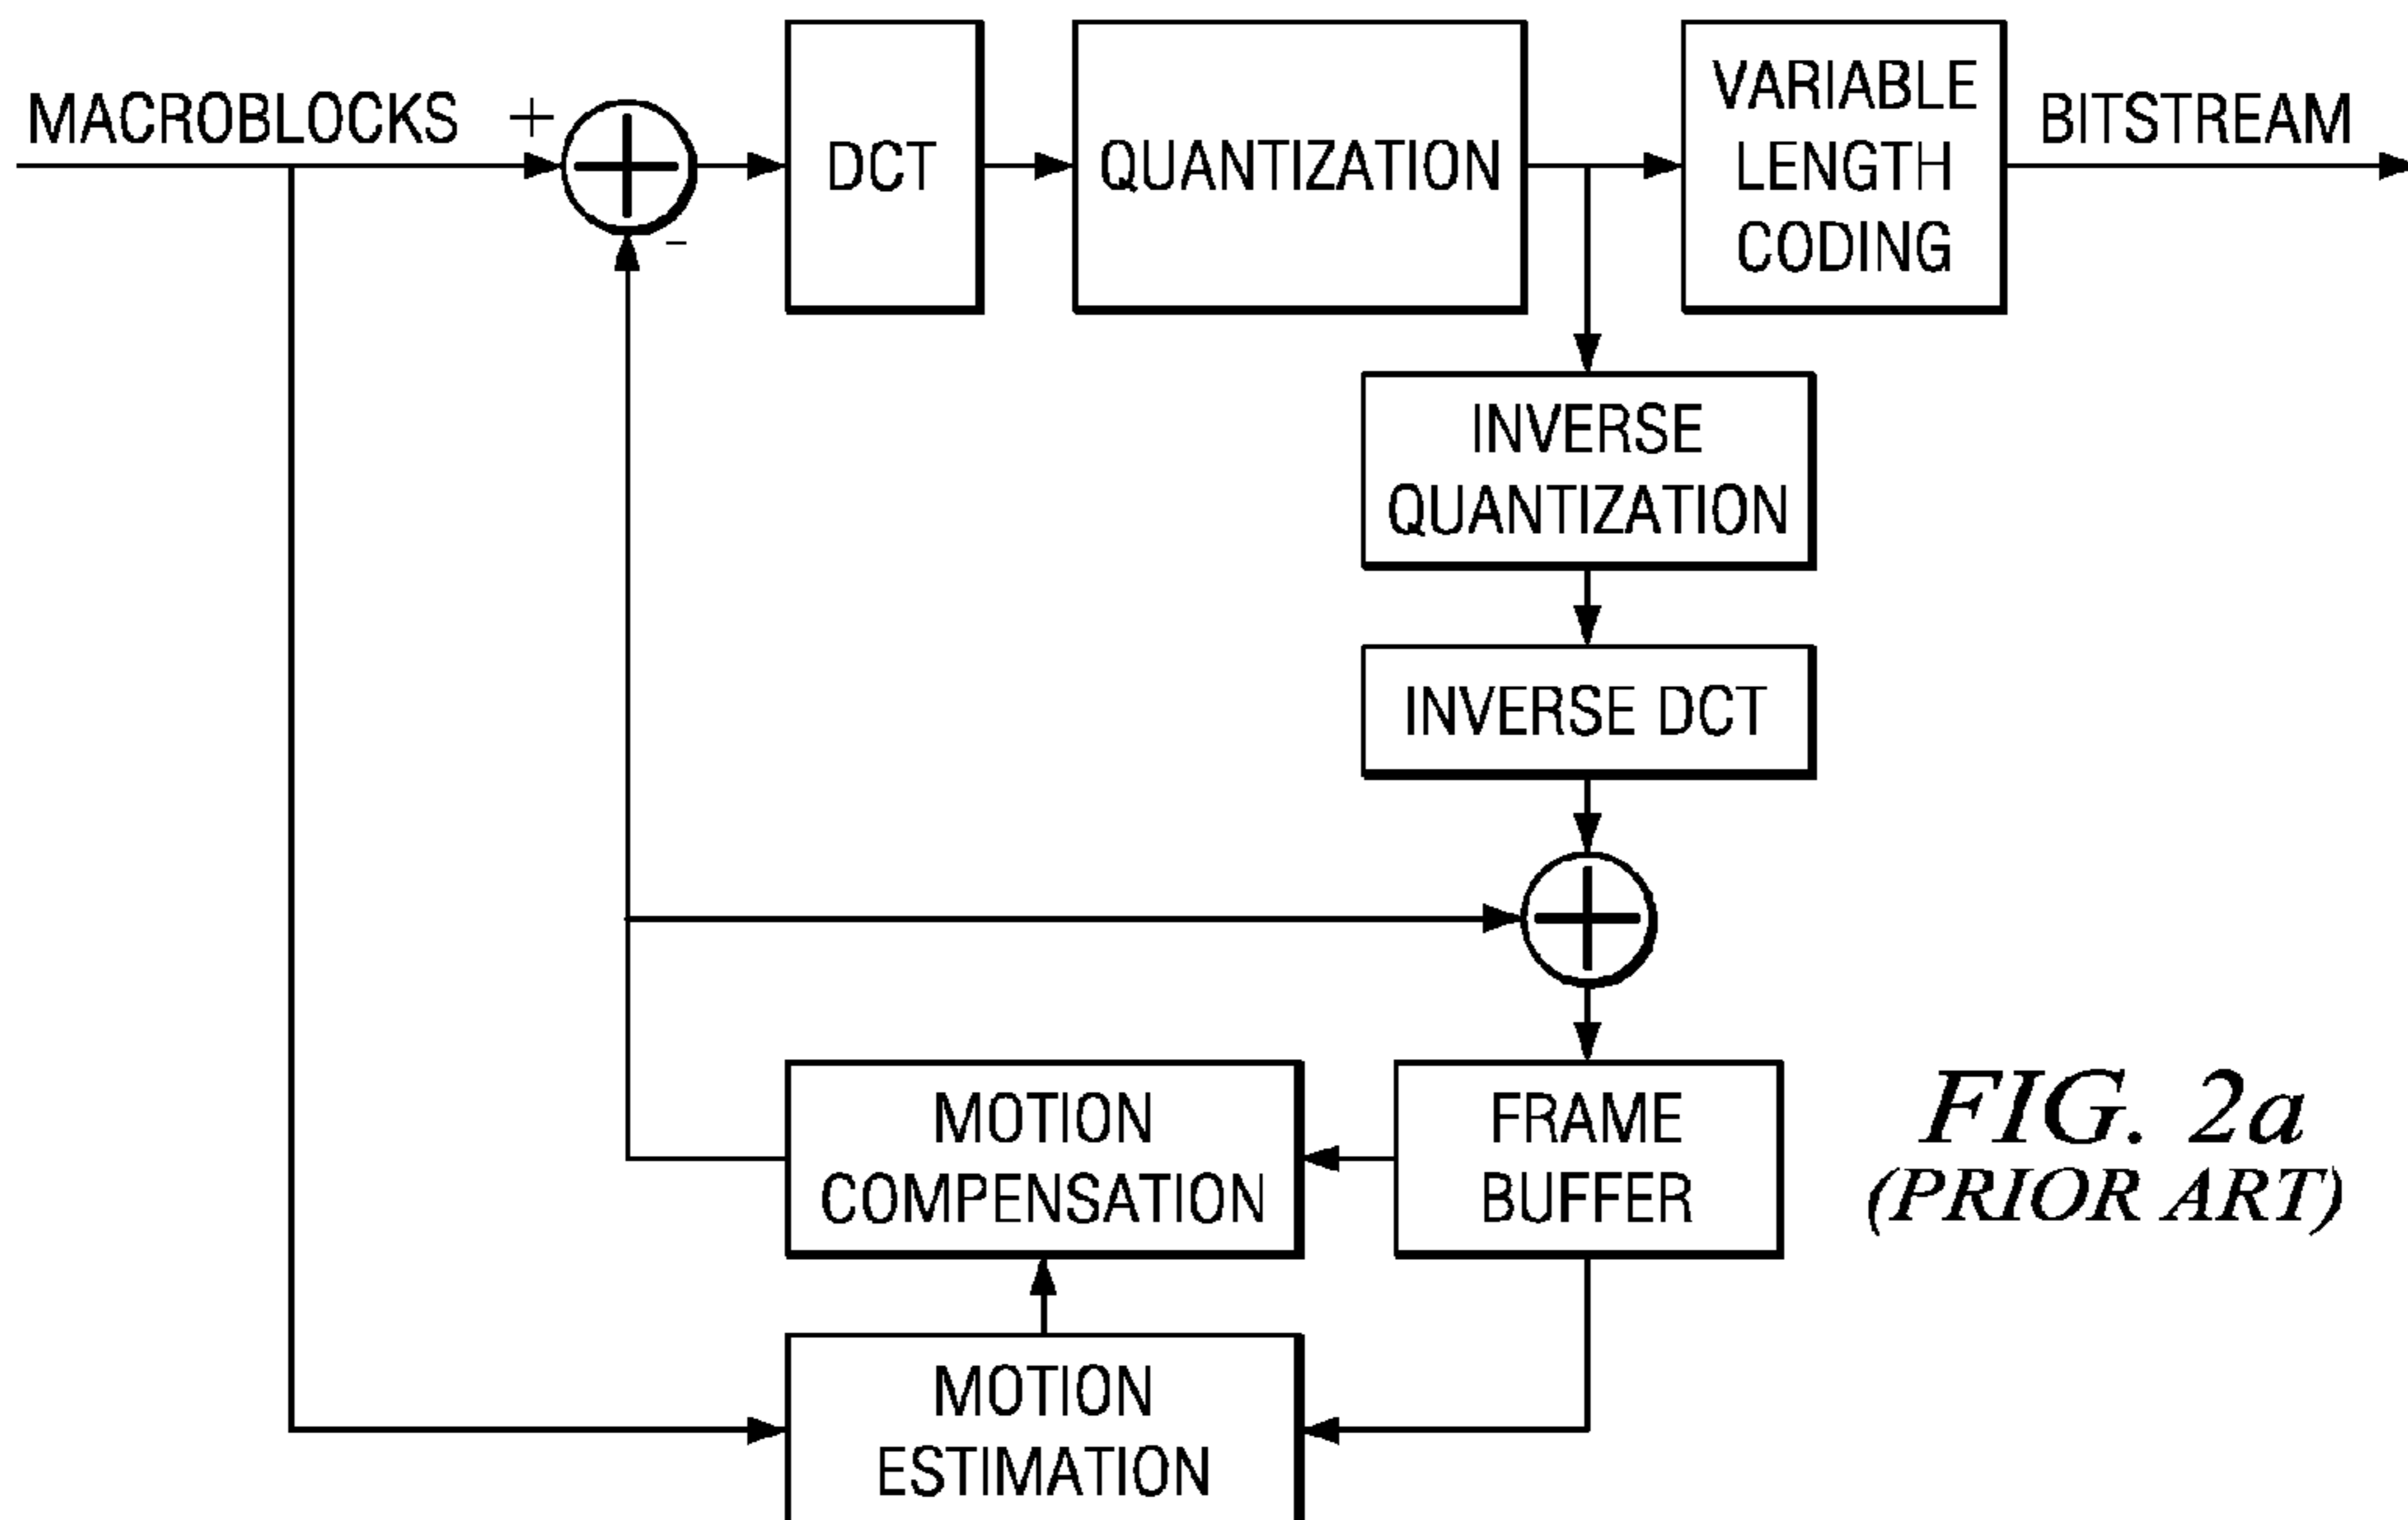 MACROBLOCKS
+
-
DCT
QUANTIZATION
VARIABLE
LENGTH
CODING
BITSTREAM
INVERSE
QUANTIZATION
INVERSE DCT
MOTION
COMPENSATION
FRAME
BUFFER
MOTION
ESTIMATION
FIG. 2a
(PRIOR ART)